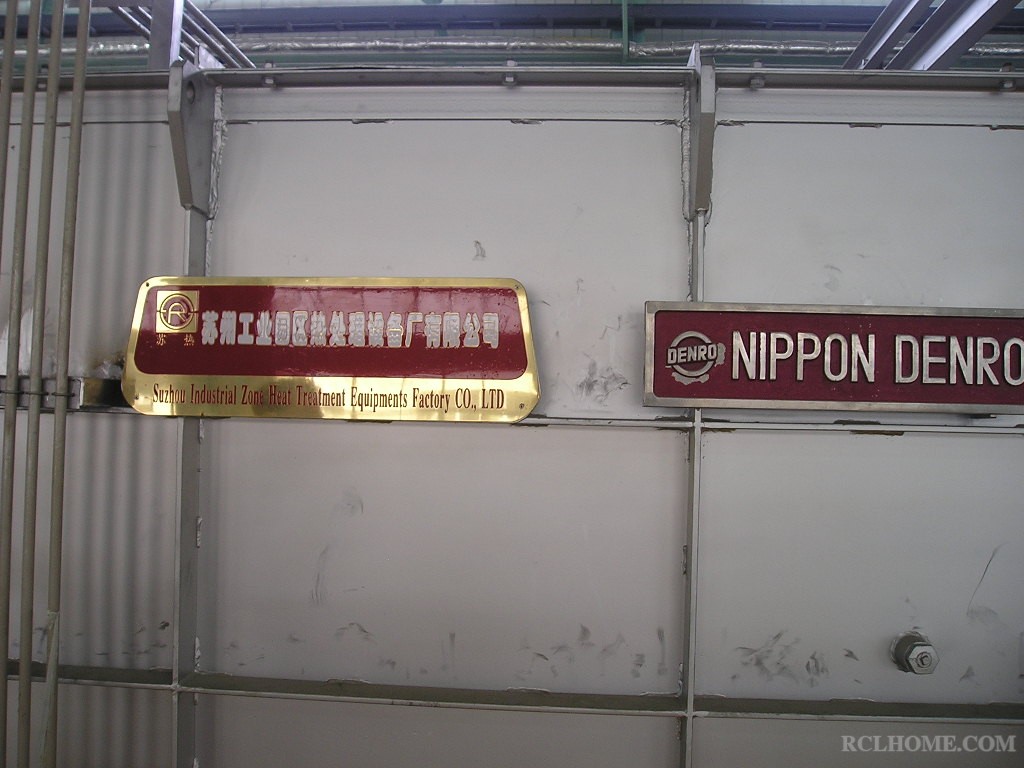 苏热
苏州工业园区热处理设备厂有限公司
Suzhou Industrial Zone Heat Treatment Equipments Factory CO., LTD
DENRO
NIPPON DENRO
RCLHOME.COM